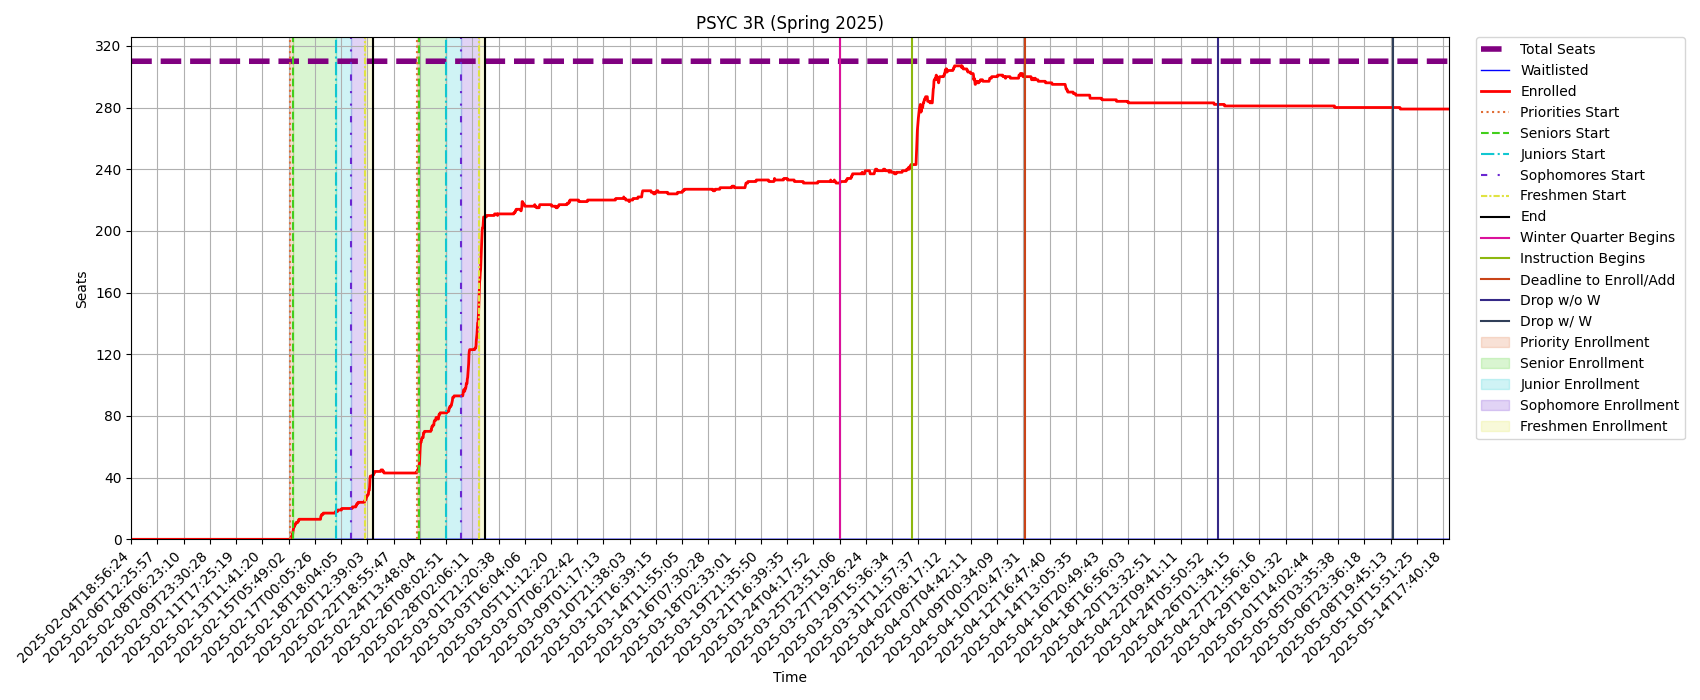 PSYC 3R (Spring 2025)
320
280
240
200
160
120
80
40
0
Seats
2025-02-04T18:56:24
2025-02-06T12:25:57
2025-02-08T06:23:10
2025-02-09T23:30:28
2025-02-11T17:25:19
2025-02-13T11:41:20
2025-02-15T05:49:02
2025-02-17T00:05:26
2025-02-18T18:04:05
2025-02-20T12:39:03
2025-02-22T18:55:47
2025-02-24T13:48:04
2025-02-26T08:02:51
2025-02-28T02:06:11
2025-03-01T21:20:38
2025-03-03T16:04:06
2025-03-05T11:12:20
2025-03-07T06:22:42
2025-03-09T01:17:13
2025-03-10T21:38:03
2025-03-12T16:39:15
2025-03-14T11:55:05
2025-03-16T07:30:28
2025-03-18T02:33:01
2025-03-19T21:35:50
2025-03-21T16:39:35
2025-03-24T04:17:52
2025-03-25T23:51:06
2025-03-27T19:26:24
2025-03-29T15:36:34
2025-03-31T11:57:37
2025-04-02T08:17:12
2025-04-07T04:42:11
2025-04-09T00:34:09
2025-04-10T20:47:31
2025-04-12T16:47:40
2025-04-14T13:05:35
2025-04-16T20:49:43
2025-04-18T16:56:03
2025-04-20T13:32:51
2025-04-22T09:41:11
2025-04-24T05:50:52
2025-04-26T01:34:15
2025-04-27T21:56:16
2025-04-29T18:01:32
2025-05-01T14:02:44
2025-05-05T03:35:38
2025-05-06T23:36:18
2025-05-08T19:45:13
2025-05-10T15:51:25
2025-05-14T17:40:18
Time
Total Seats
Waitlisted
Enrolled
Priorities Start
Seniors Start
Juniors Start
Sophomores Start
Freshmen Start
End
Winter Quarter Begins
Instruction Begins
Deadline to Enroll/Add
Drop w/o W
Drop w/ W
Priority Enrollment
Senior Enrollment
Junior Enrollment
Sophomore Enrollment
Freshmen Enrollment